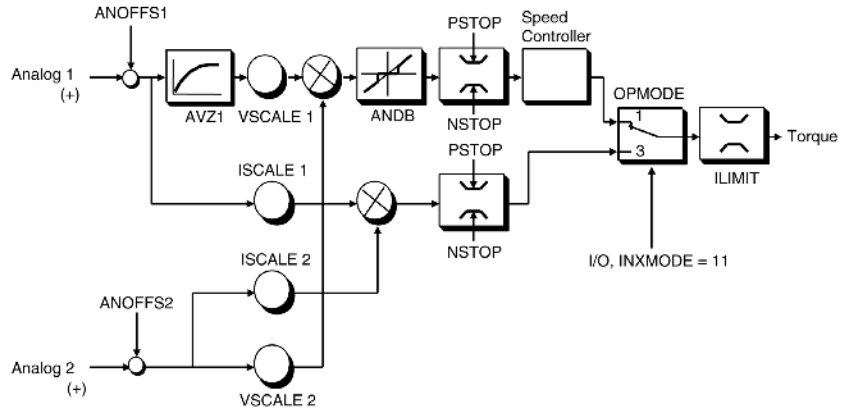 ANOFFS1
PSTOP
Speed
Controller
Analog 1
(+)
AVZ1
VSCALE 1
ANDB
NSTOP
OPMODE
1
3
Torque
ILIMIT
ISCALE 1
PSTOP
NSTOP
I/O, INXMODE = 11
ISCALE 2
ANOFFS2
Analog 2
(+)
VSCALE 2